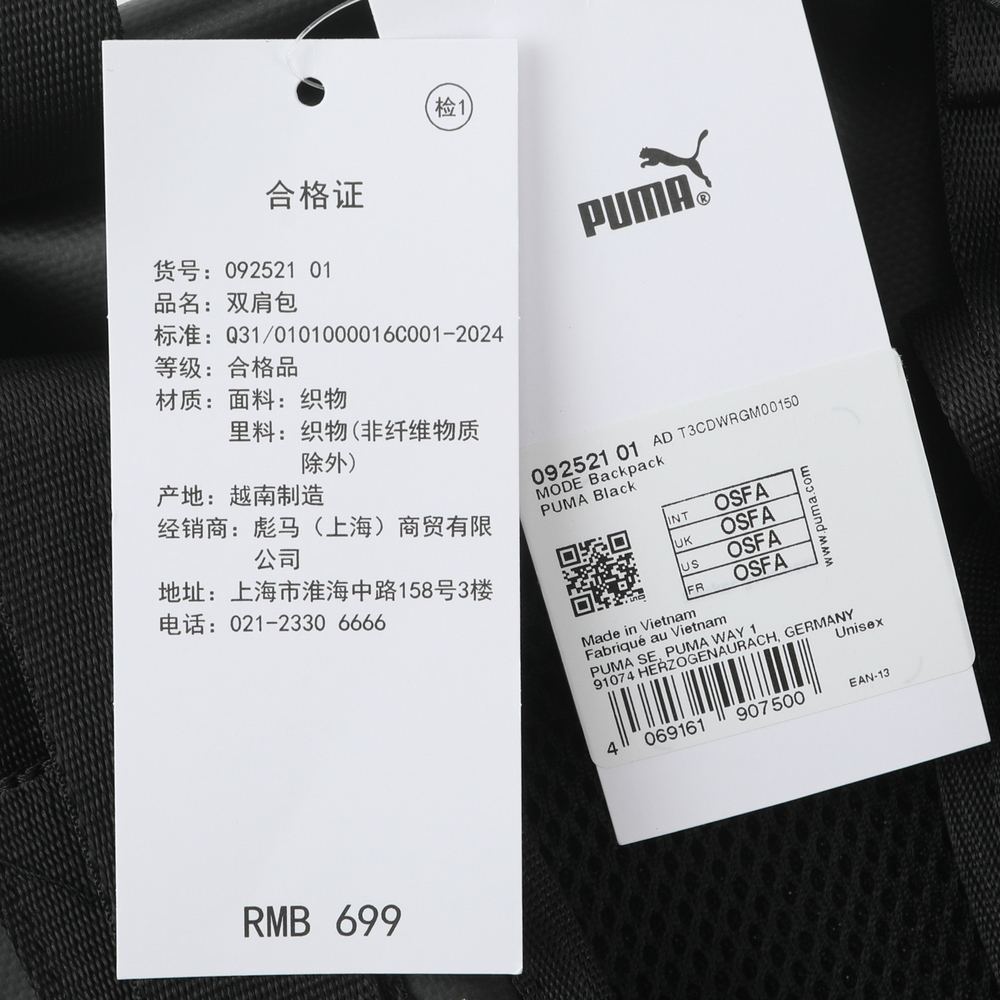 检1
合格证
货号：092521 01
品名：双肩包
标准：Q31/0101000016C001-2024
等级：合格品
材质：面料：织物
里料：织物(非纤维物质
除外)
产地：越南制造
经销商：彪马（上海）商贸有限
公司
地址：上海市淮海中路158号3楼
电话：021-2330 6666
RMB 699
PUMA®
092521 01 AD T3CDWRGM00150
MODE Backpack
PUMA Black
INT OSFA
UK OSFA
US OSFA
FR OSFA
www.puma.com
Made in Vietnam
Fabriqué au Vietnam
PUMA SE, PUMA WAY 1
91074 HERZOGENAURACH, GERMANY
Unisex
EAN-13
4 069161 907500